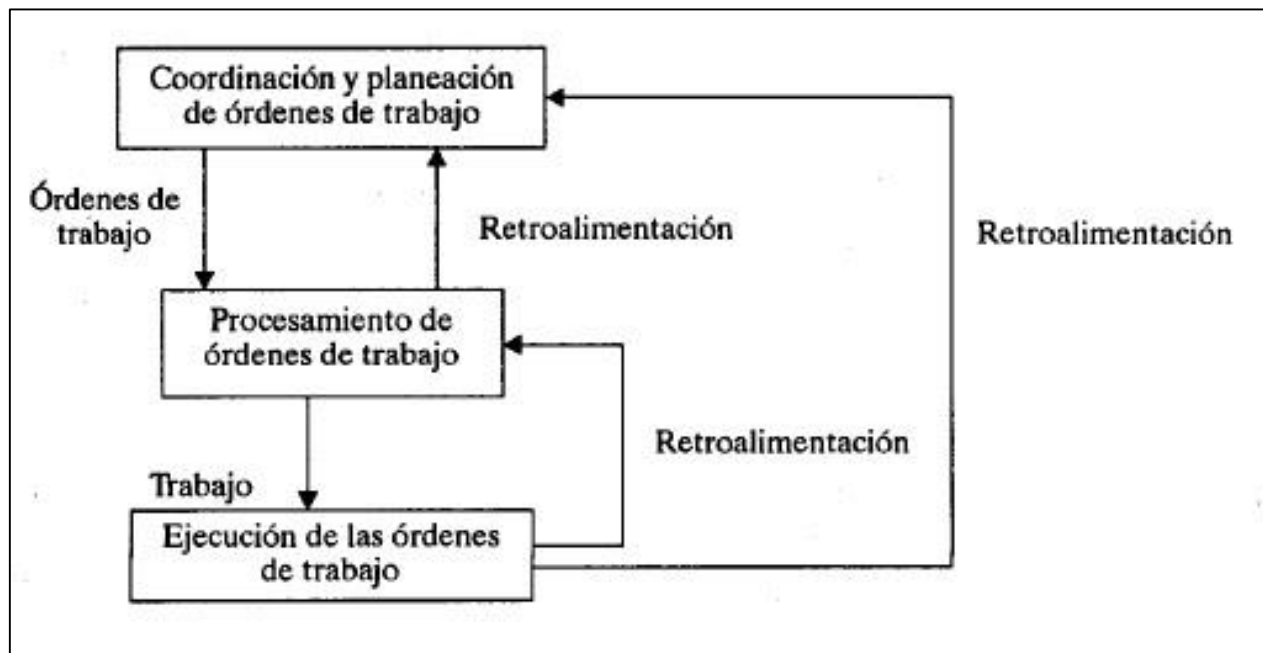 Coordinación y planeación
de órdenes de trabajo
Órdenes de
trabajo
Retroalimentación
Retroalimentación
Procesamiento de
órdenes de trabajo
Retroalimentación
Trabajo
Ejecución de las órdenes
de trabajo